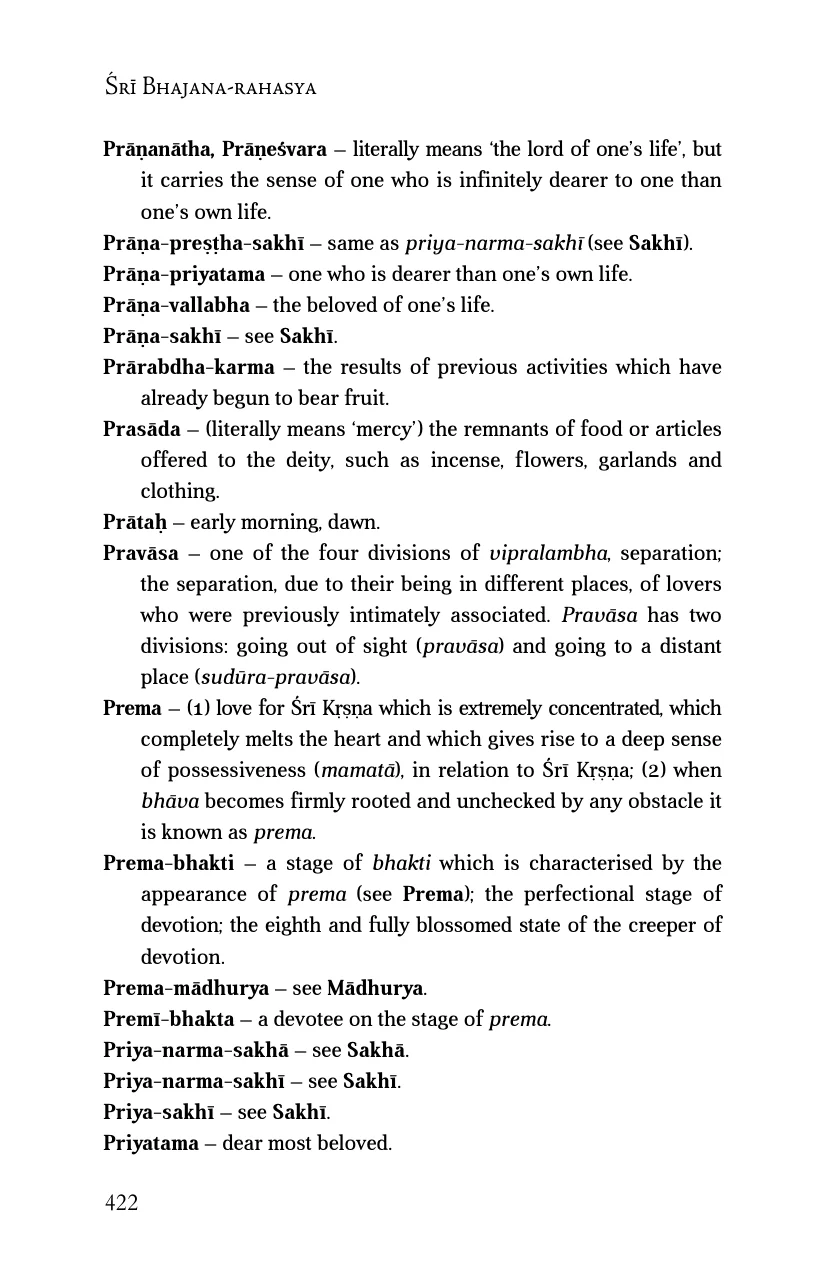 Śrī Bhajana-rahasya
Prāṇanātha, Prāṇeśvara – literally means ‘the lord of one’s life’, but
it carries the sense of one who is infinitely dearer to one than
one’s own life.
Prāṇa-preṣṭha-sakhī – same as priya-narma-sakhī (see Sakhī).
Prāṇa-priyatama – one who is dearer than one’s own life.
Prāṇa-vallabha – the beloved of one’s life.
Prāṇa-sakhī – see Sakhī.
Prārabdha-karma – the results of previous activities which have
already begun to bear fruit.
Prasāda – (literally means ‘mercy’) the remnants of food or articles
offered to the deity, such as incense, flowers, garlands and
clothing.
Prātaḥ – early morning, dawn.
Pravāsa – one of the four divisions of vipralambha, separation;
the separation, due to their being in different places, of lovers
who were previously intimately associated. Pravāsa has two
divisions: going out of sight (pravāsa) and going to a distant
place (sudūra-pravāsa).
Prema – (1) love for Śrī Kṛṣṇa which is extremely concentrated, which
completely melts the heart and which gives rise to a deep sense
of possessiveness (mamatā), in relation to Śrī Kṛṣṇa; (2) when
bhāva becomes firmly rooted and unchecked by any obstacle it
is known as prema.
Prema-bhakti – a stage of bhakti which is characterised by the
appearance of prema (see Prema); the perfectional stage of
devotion; the eighth and fully blossomed state of the creeper of
devotion.
Prema-mādhurya – see Mādhurya.
Premī-bhakta – a devotee on the stage of prema.
Priya-narma-sakhā – see Sakhā.
Priya-narma-sakhī – see Sakhī.
Priya-sakhī – see Sakhī.
Priyatama – dear most beloved.
422